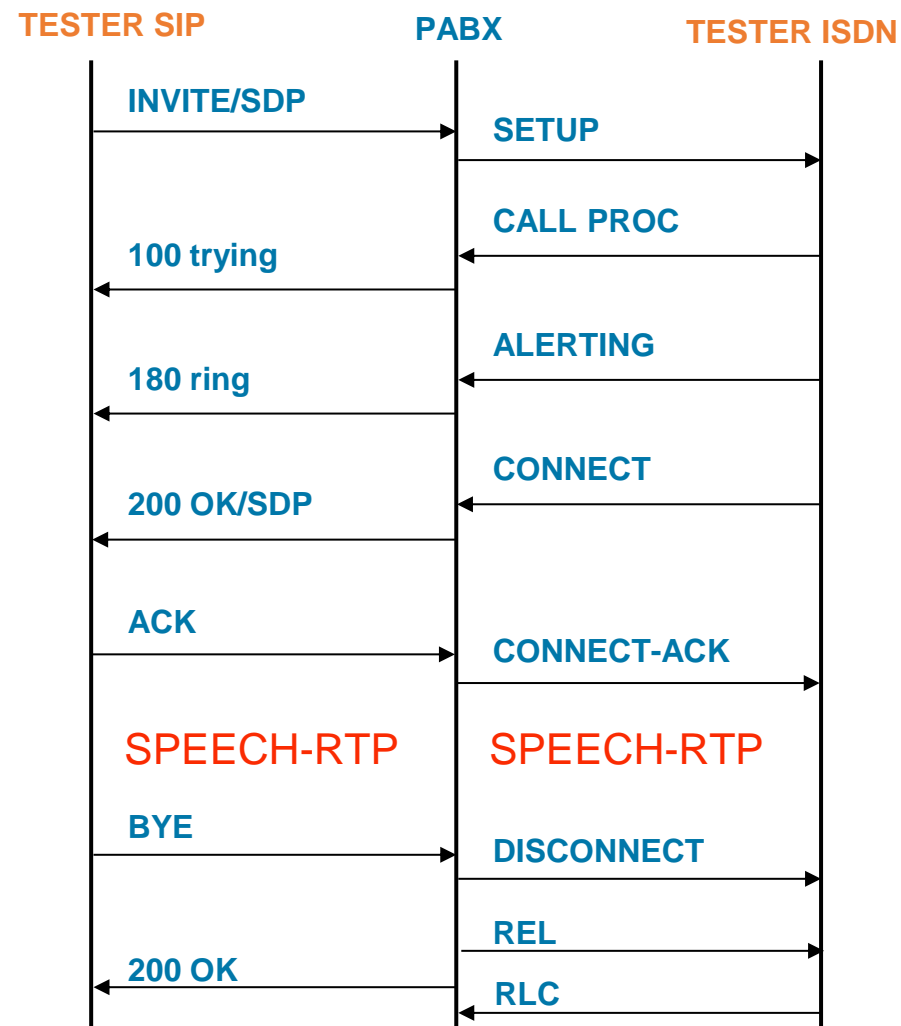 TESTER SIP
PABX
TESTER ISDN
INVITE/SDP
SETUP
CALL PROC
100 trying
ALERTING
180 ring
CONNECT
200 OK/SDP
ACK
CONNECT-ACK
SPEECH-RTP
SPEECH-RTP
BYE
DISCONNECT
REL
200 OK
RLC